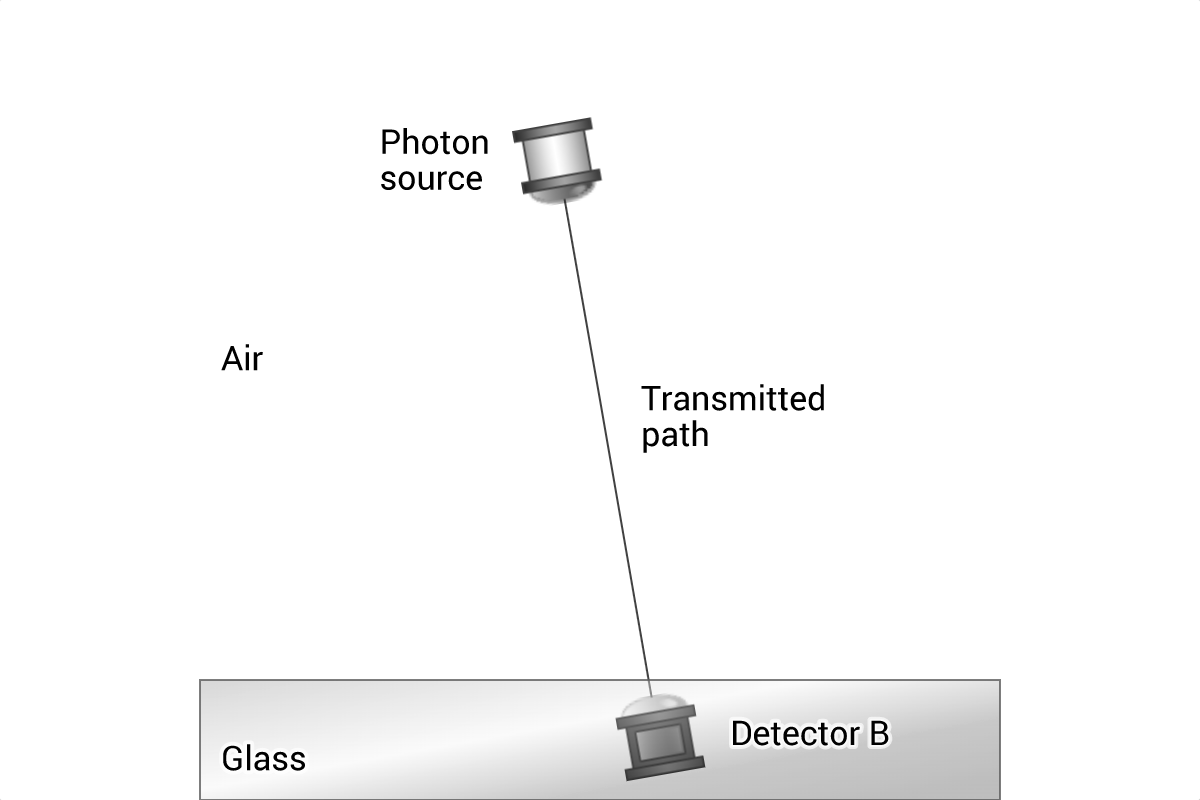 Photon
source
Air
Transmitted
path
Detector B
Glass